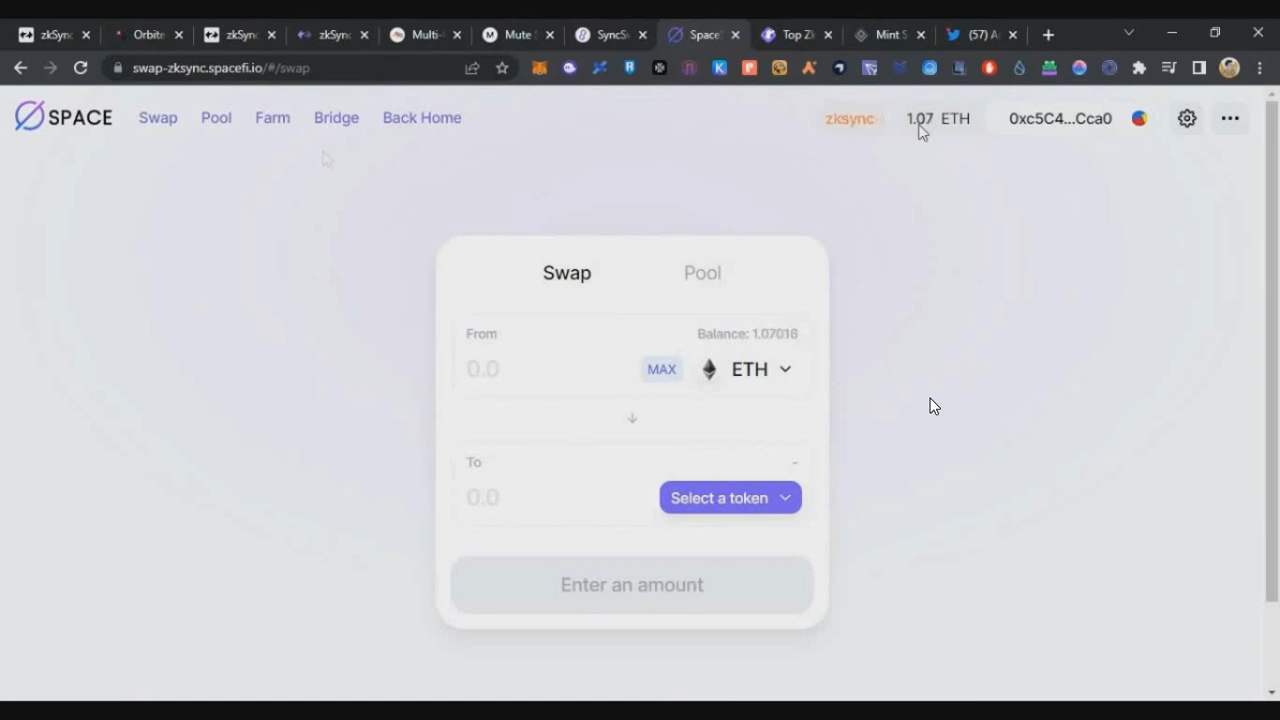 zkSync
Orbite
zkSync
zkSync
Multi-
Mute
SyncS
Space
Top Z
Mint S
(57)
swap-zksync.spacefi.io/#/swap
SPACE
Swap
Pool
Farm
Bridge
Back Home
zksync
1.07 ETH
0xc5C4...Cca0
Swap
Pool
From
Balance: 1.07016
0.0
MAX
ETH
To
-
0.0
Select a token
Enter an amount